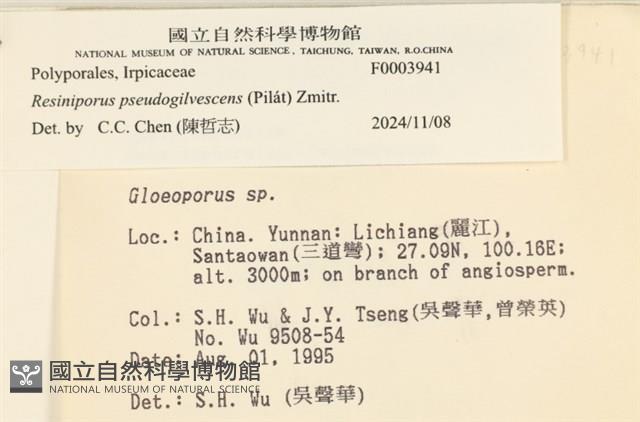 國立自然科學博物館
NATIONAL MUSEUM OF NATURAL SCIENCE, TAICHUNG, TAIWAN, R.O.CHINA
Polyporales, Irpicaceae F0003941
Resiniporus pseudogilvescens (Pilát) Zmitr.
Det. by C.C. Chen (陳哲志) 2024/11/08
3941
Gloeoporus sp.
Loc.: China. Yunnan: Lichiang(麗江),
Santaowan(三道彎); 27.09N, 100.16E;
alt. 3000m; on branch of angiosperm.
Col.: S.H. Wu & J.Y. Tseng(吳聲華,曾榮英)
No. Wu 9508-54
Date: Aug. 01, 1995
Det.: S.H. Wu (吳聲華)
國立自然科學博物館
NATIONAL MUSEUM OF NATURAL SCIENCE